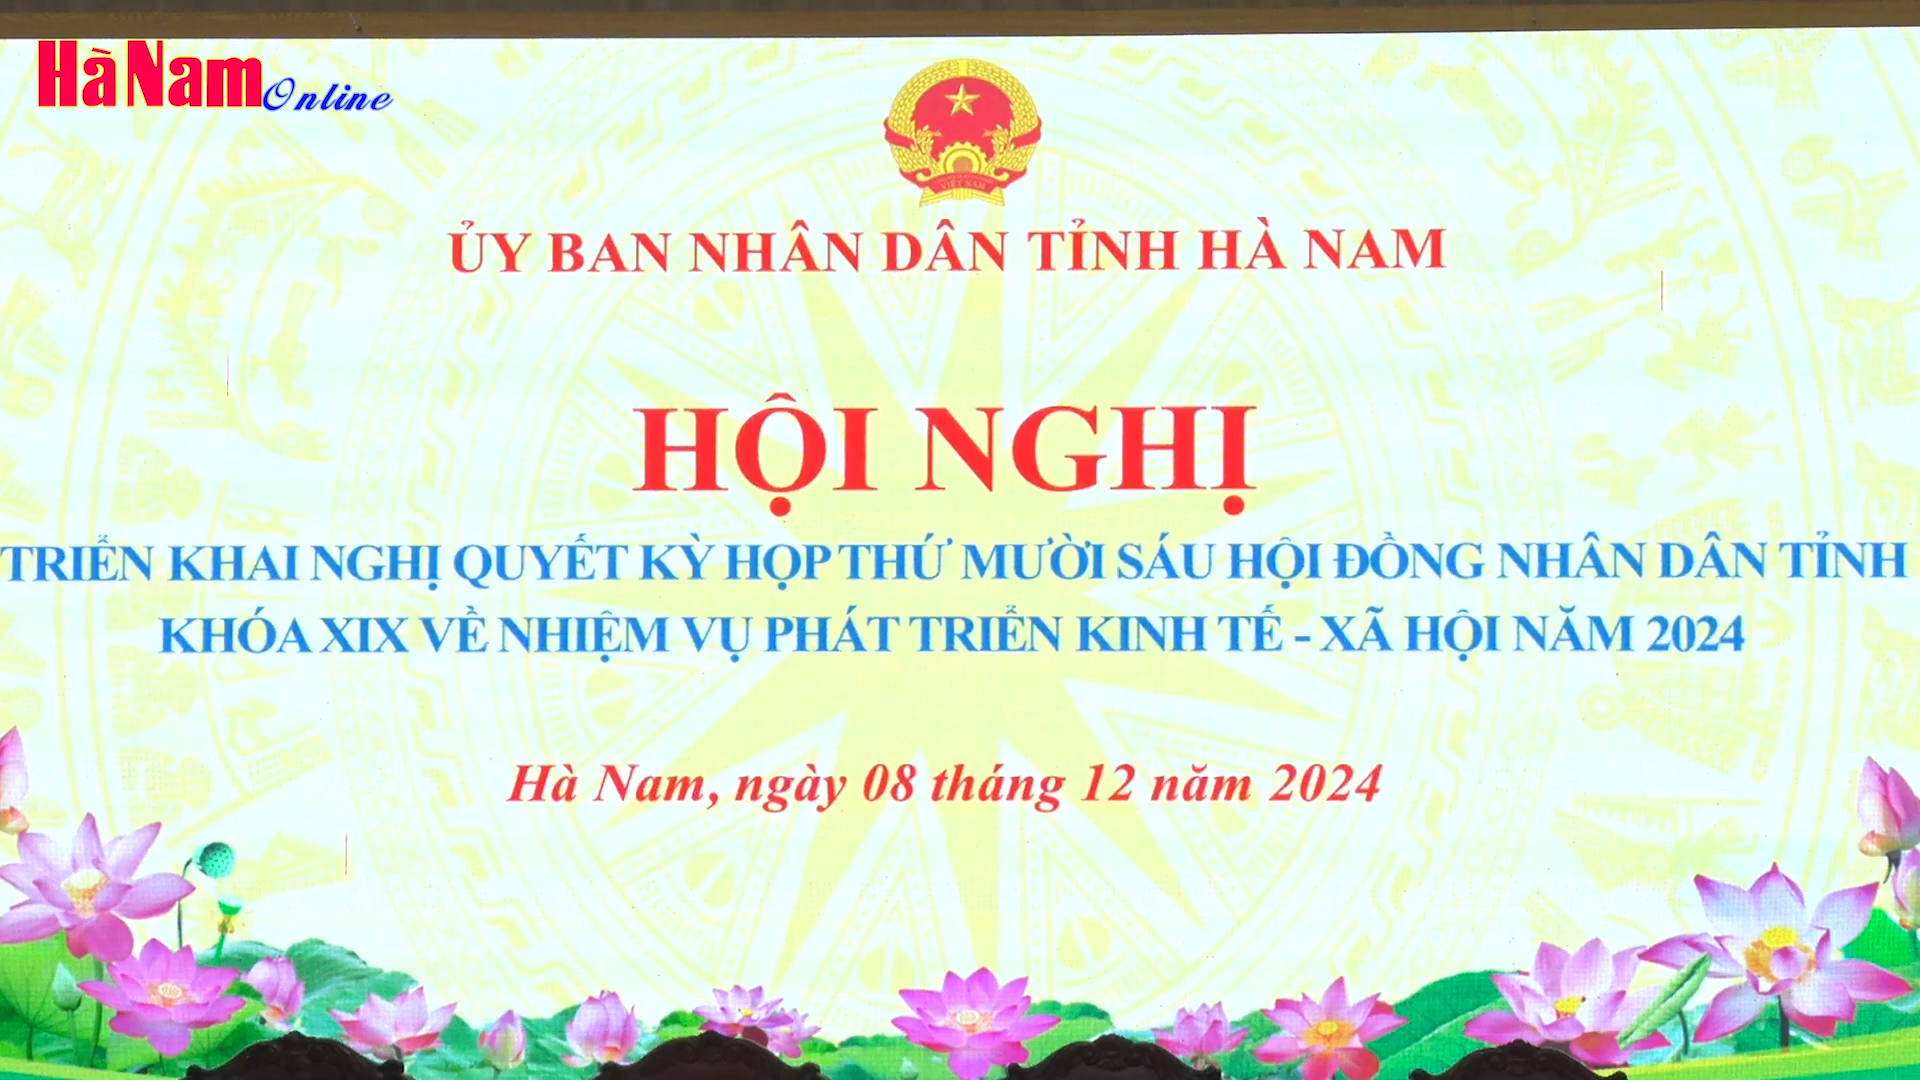 Hà Nam Online
VIỆT NAM
ỦY BAN NHÂN DÂN TỈNH HÀ NAM
HỘI NGHỊ
TRIỂN KHAI NGHỊ QUYẾT KỲ HỌP THỨ MƯỜI SÁU HỘI ĐỒNG NHÂN DÂN TỈNH
KHÓA XIX VỀ NHIỆM VỤ PHÁT TRIỂN KINH TẾ - XÃ HỘI NĂM 2024
Hà Nam, ngày 08 tháng 12 năm 2024